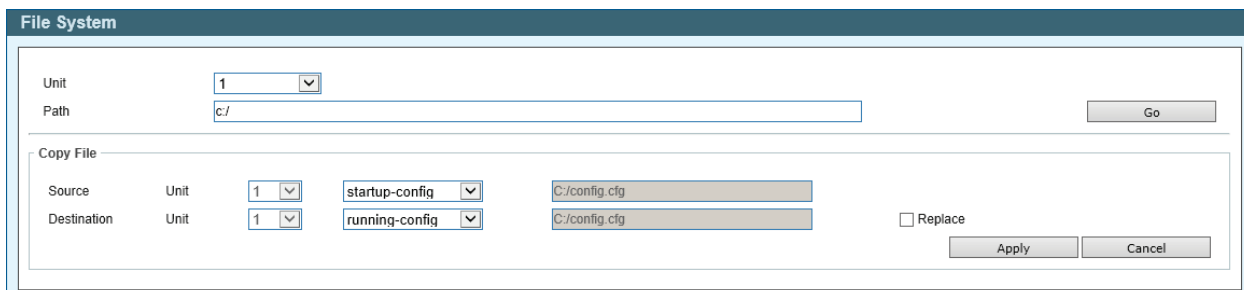 File System
Unit 1
Path c:/ Go
Copy File
Source Unit 1 startup-config C:/config.cfg
Destination Unit 1 running-config C:/config.cfg Replace
Apply Cancel